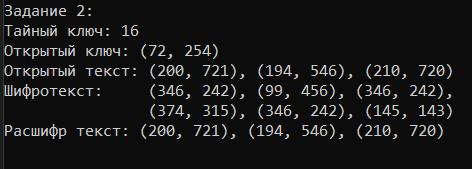 Задание 2:
Тайный ключ: 16
Открытый ключ: (72, 254)
Открытый текст: (200, 721), (194, 546), (210, 720)
Шифротекст: (346, 242), (99, 456), (346, 242),
(374, 315), (346, 242), (145, 143)
Расшифр текст: (200, 721), (194, 546), (210, 720)